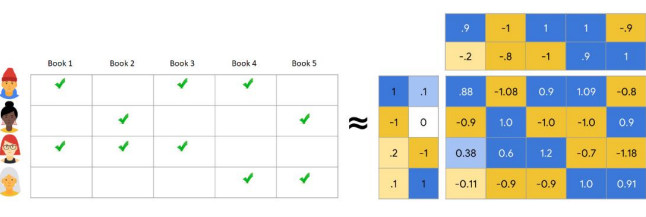 .9 -1 1 1 -.9
-.2 -.8 -1 .9 1
Book 1 Book 2 Book 3 Book 4 Book 5
≈
1 .1 .88 -1.08 0.9 1.09 -0.8
-1 0 -0.9 1.0 -1.0 -1.0 0.9
.2 -1 0.38 0.6 1.2 -0.7 -1.18
.1 1 -0.11 -0.9 -0.9 1.0 0.91